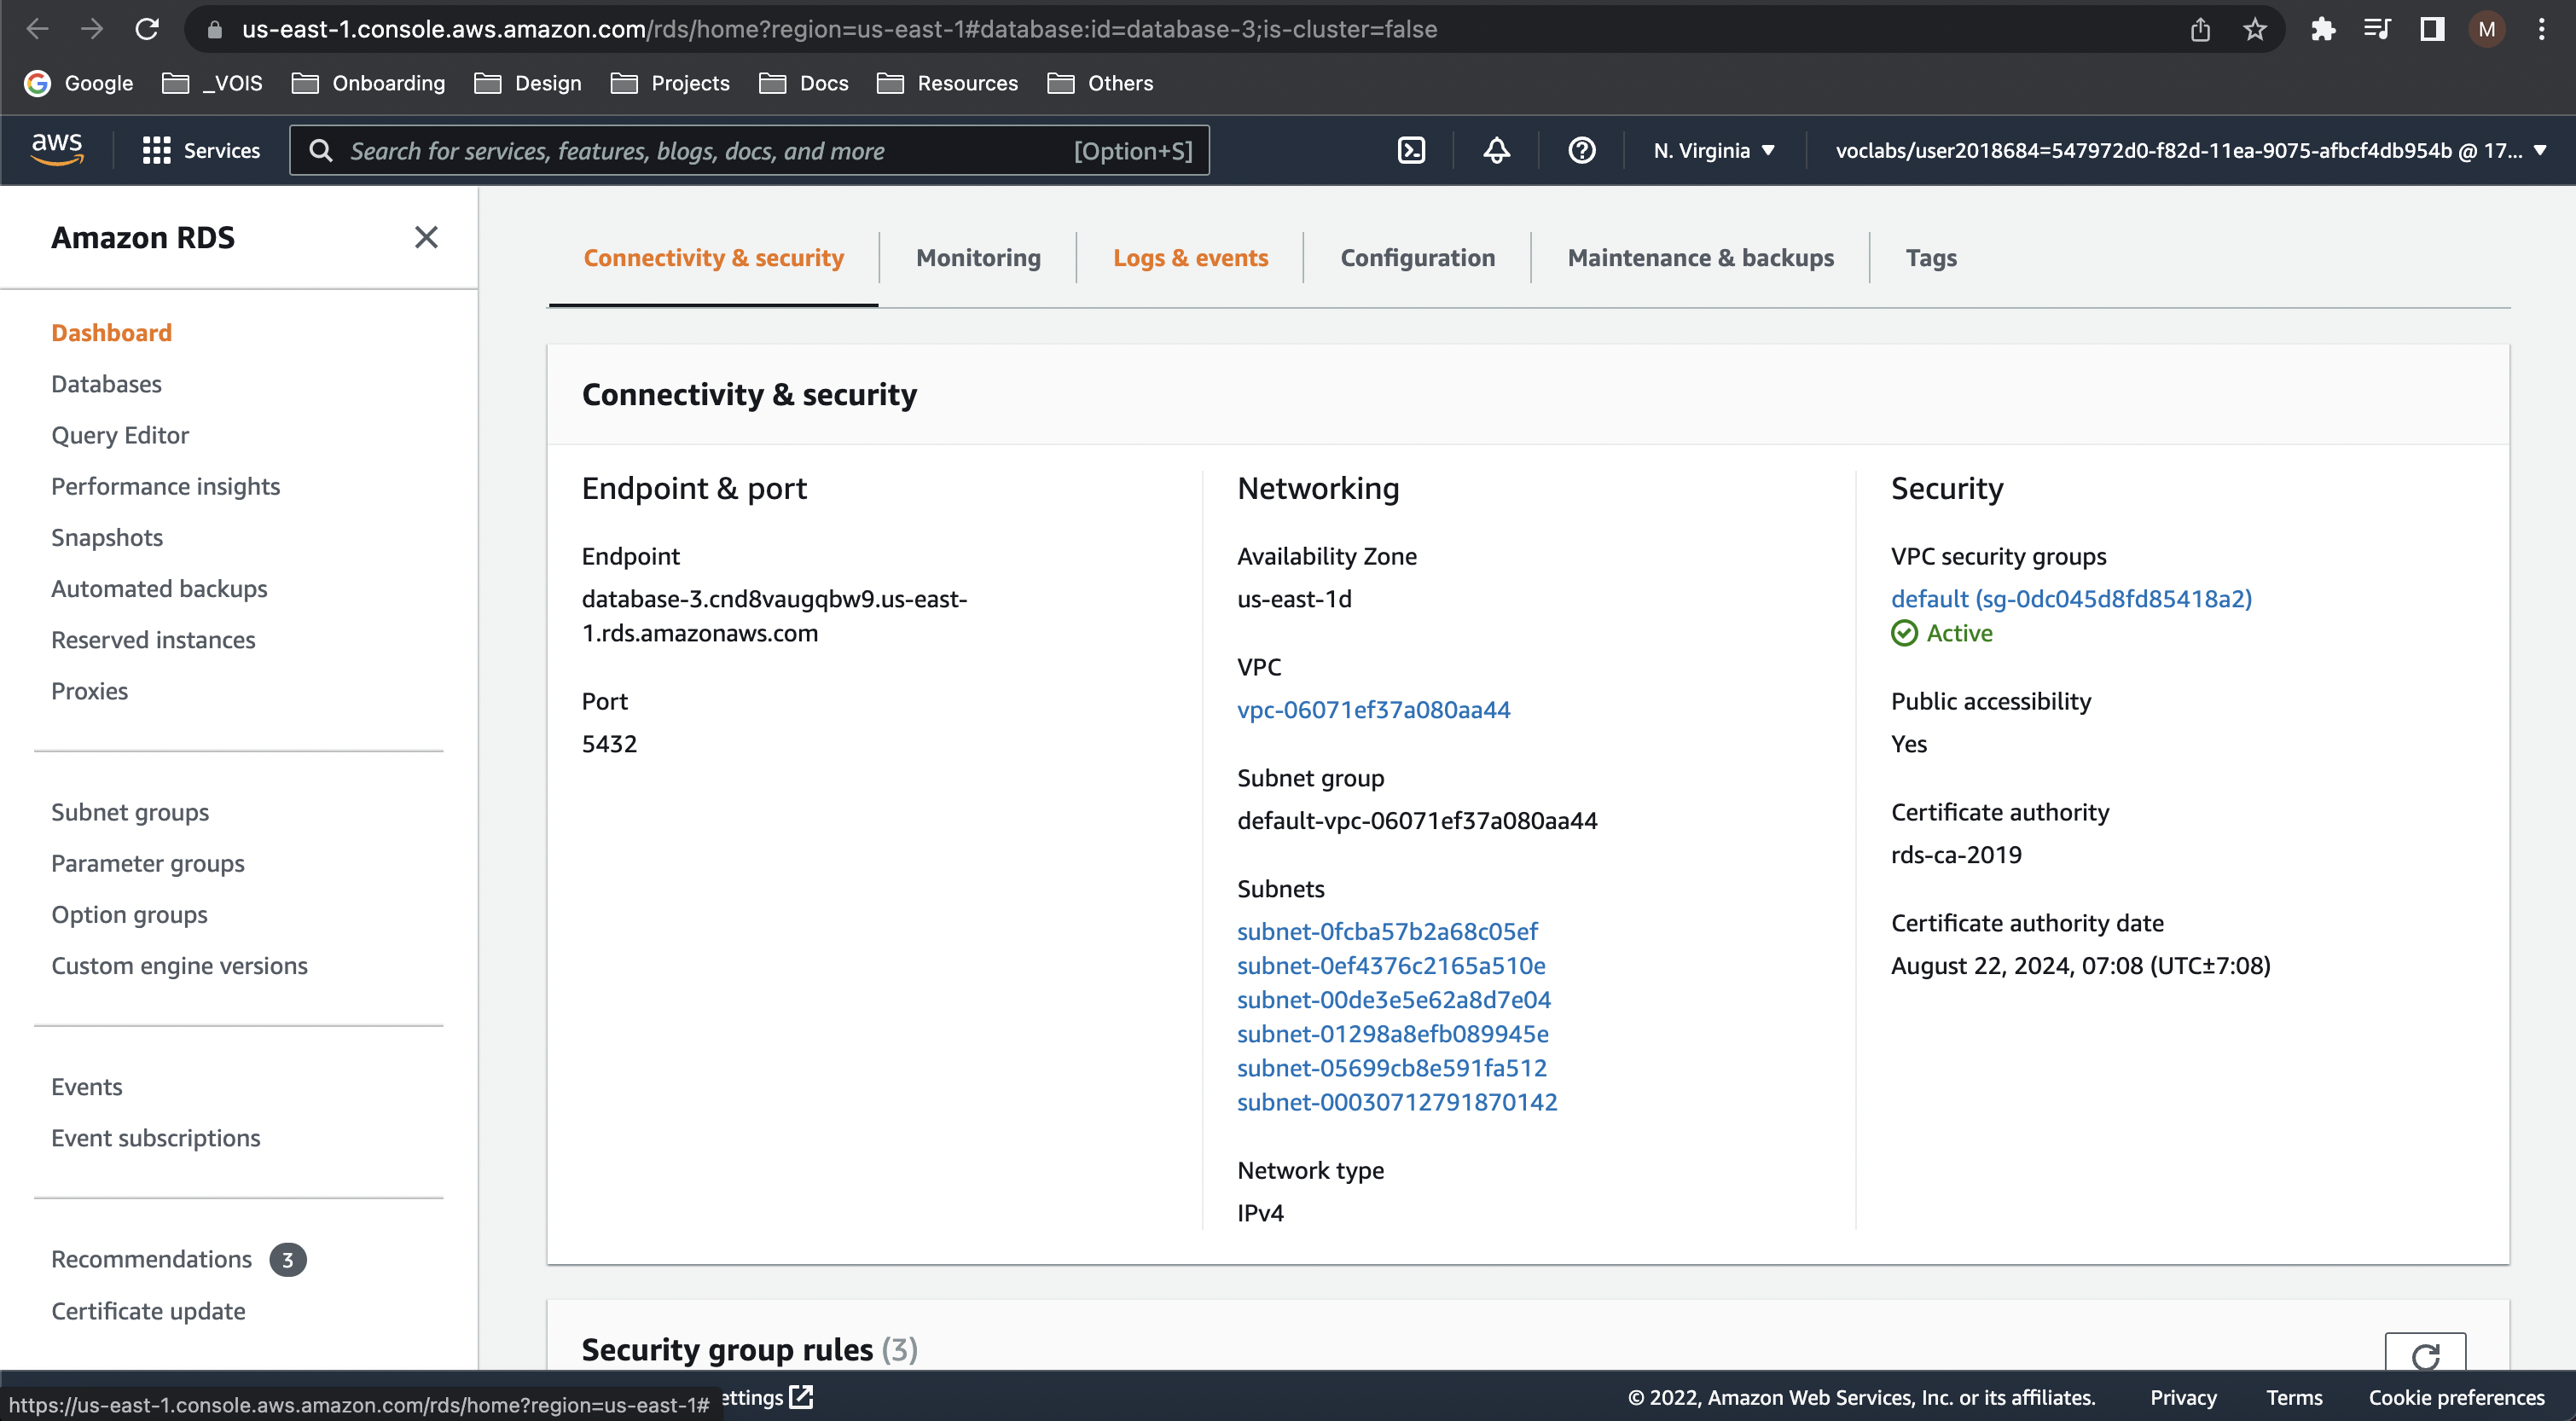 us-east-1.console.aws.amazon.com/rds/home?region=us-east-1#database:id=database-3;is-cluster=false
M
Google _VOIS Onboarding Design Projects Docs Resources Others
aws Services Search for services, features, blogs, docs, and more [Option+S] N. Virginia voclabs/user2018684=547972d0-f82d-11ea-9075-afbcf4db954b @ 17...
Amazon RDS
Dashboard
Databases
Query Editor
Performance insights
Snapshots
Automated backups
Reserved instances
Proxies
Subnet groups
Parameter groups
Option groups
Custom engine versions
Events
Event subscriptions
Recommendations 3
Certificate update
Connectivity & security Monitoring Logs & events Configuration Maintenance & backups Tags
Connectivity & security
Endpoint & port
Endpoint
database-3.cnd8vaugqbw9.us-east-
1.rds.amazonaws.com
Port
5432
Networking
Availability Zone
us-east-1d
VPC
vpc-06071ef37a080aa44
Subnet group
default-vpc-06071ef37a080aa44
Subnets
subnet-0fcba57b2a68c05ef
subnet-0ef4376c2165a510e
subnet-00de3e5e62a8d7e04
subnet-01298a8efb089945e
subnet-05699cb8e591fa512
subnet-00030712791870142
Network type
IPv4
Security
VPC security groups
default (sg-0dc045d8fd85418a2)
Active
Public accessibility
Yes
Certificate authority
rds-ca-2019
Certificate authority date
August 22, 2024, 07:08 (UTC±7:08)
Security group rules (3)
https://us-east-1.console.aws.amazon.com/rds/home?region=us-east-1# ettings © 2022, Amazon Web Services, Inc. or its affiliates. Privacy Terms Cookie preferences